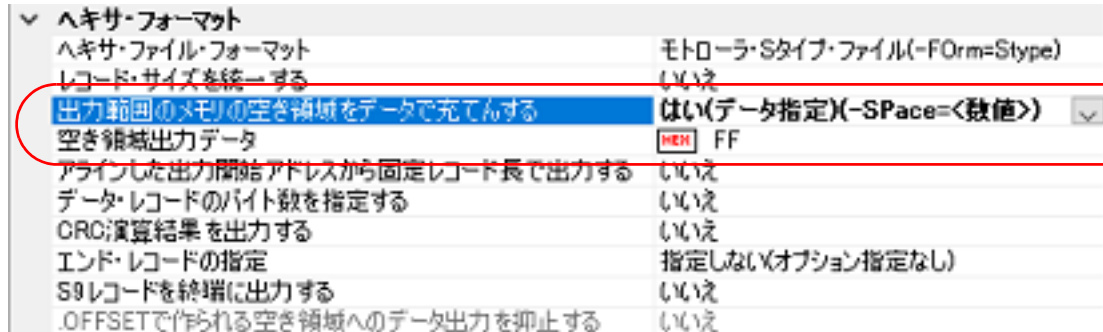 ヘキサ・フォーマット
ヘキサ・ファイル・フォーマット モトローラ・Sタイプ・ファイル(-FOrm=Stype)
レコード・サイズを統一する いいえ
出力範囲のメモリの空き領域をデータで充てんする はい(データ指定)(-SPace=<数値>)
空き領域出力データ HEX FF
アラインした出力開始アドレスから固定レコード長で出力する いいえ
データ・レコードのバイト数を指定する いいえ
CRC演算結果を出力する いいえ
エンド・レコードの指定 指定しない(オプション指定なし)
S9レコードを終端に出力する いいえ
.OFFSETで作られる空き領域へのデータ出力を抑止する いいえ